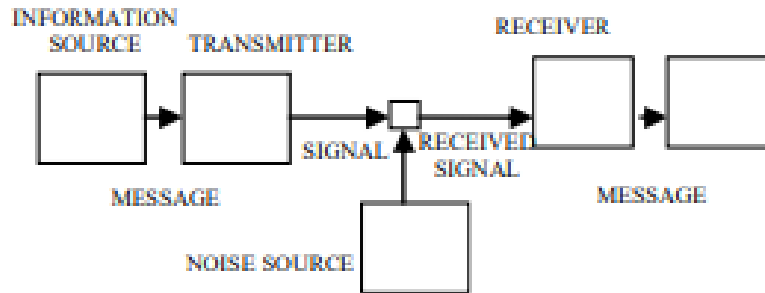 INFORMATION
SOURCE
TRANSMITTER
RECEIVER
SIGNAL
RECEIVED
SIGNAL
MESSAGE
MESSAGE
NOISE SOURCE